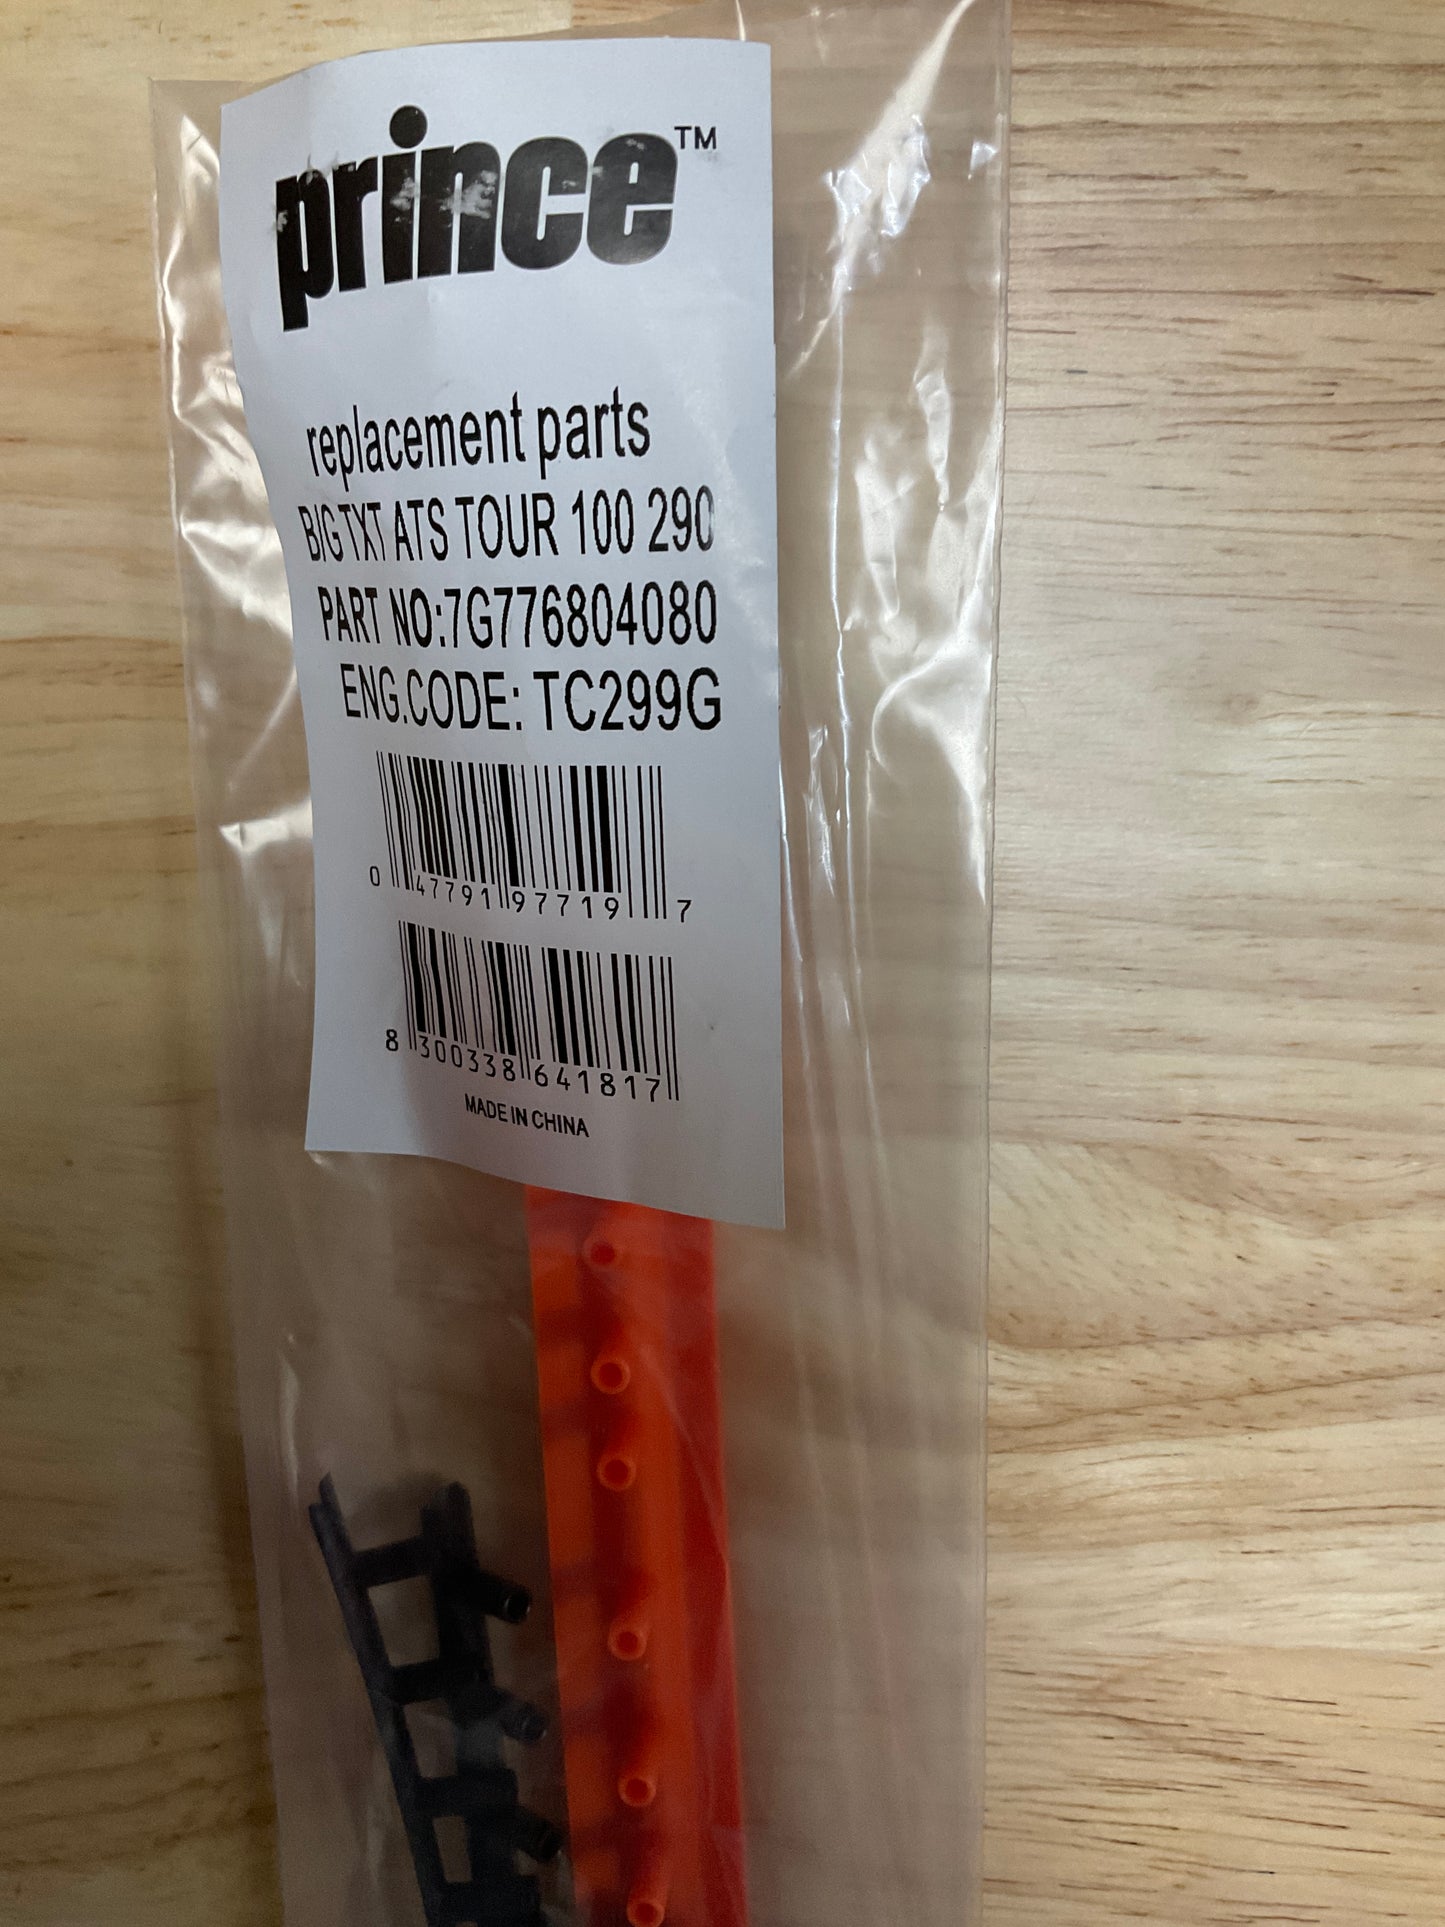 prince™
replacement parts
B/G TXT ATS TOUR 100 290
PART NO:7G776804080
ENG.CODE: TC299G
0 47791 97719 7
8 300338 641817
MADE IN CHINA